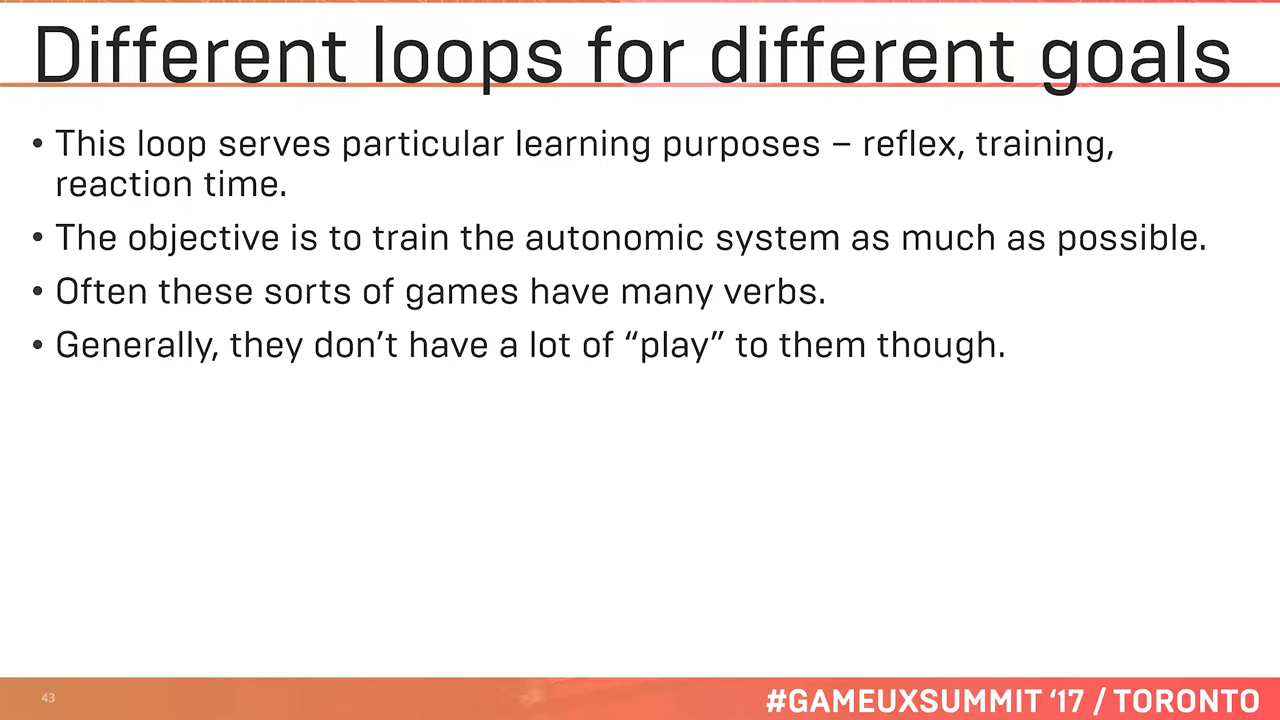 Different loops for different goals
• This loop serves particular learning purposes – reflex, training,
reaction time.
• The objective is to train the autonomic system as much as possible.
• Often these sorts of games have many verbs.
• Generally, they don’t have a lot of “play” to them though.
43
#GAMEUXSUMMIT ‘17 / TORONTO